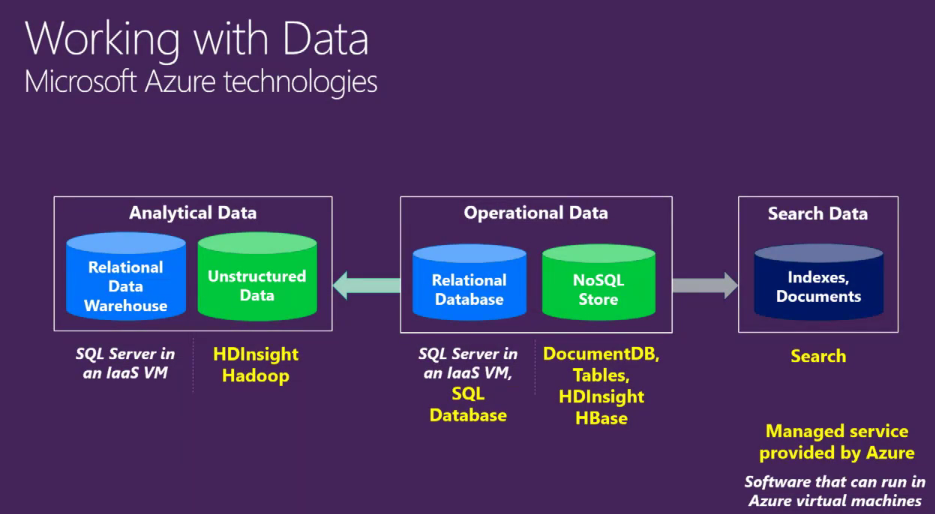 Working with Data
Microsoft Azure technologies
Analytical Data
Relational
Data
Warehouse
Unstructured
Data
SQL Server in
an IaaS VM
HDInsight
Hadoop
Operational Data
Relational
Database
NoSQL
Store
SQL Server in
an IaaS VM,
SQL
Database
DocumentDB,
Tables,
HDInsight
HBase
Search Data
Indexes,
Documents
Search
Managed service
provided by Azure
Software that can run in
Azure virtual machines